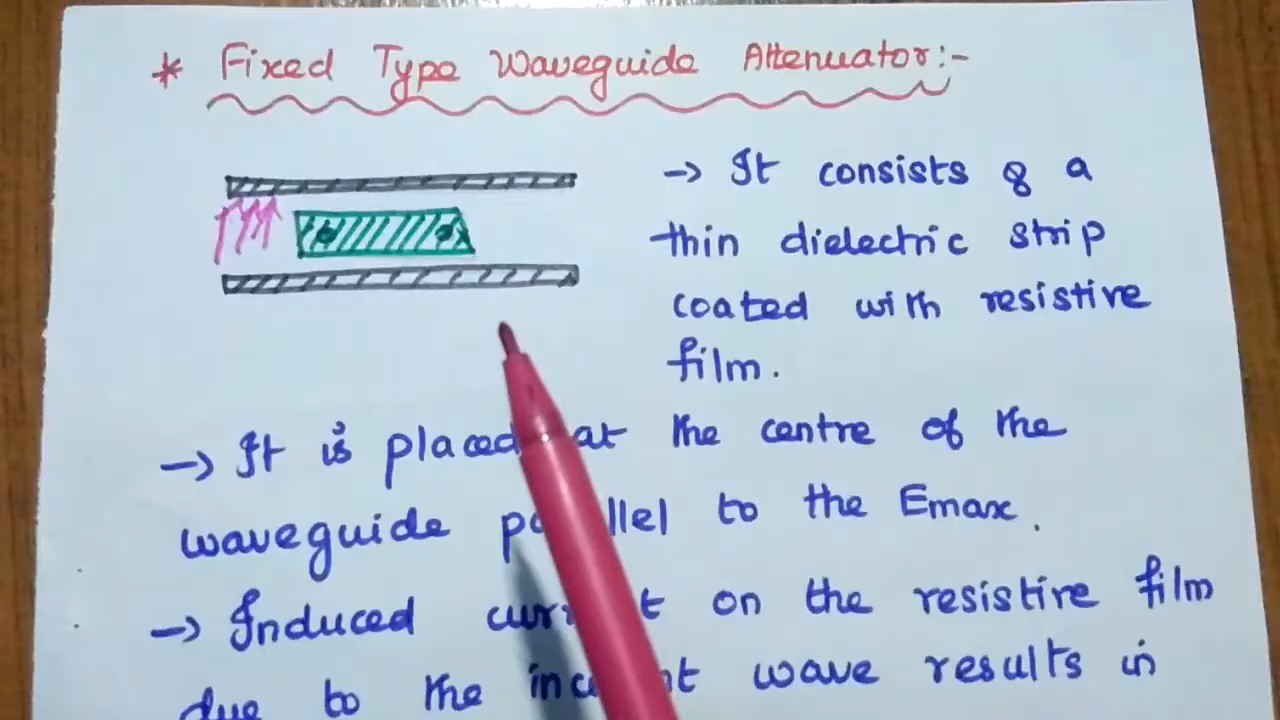 * Fixed Type Waveguide Attenuator:-
→ It consists of a
thin dielectric strip
coated with resistive
film.
→ It is placed at the centre of the
waveguide parallel to the Emax.
→ Induced current on the resistive film
due to the incident wave results in